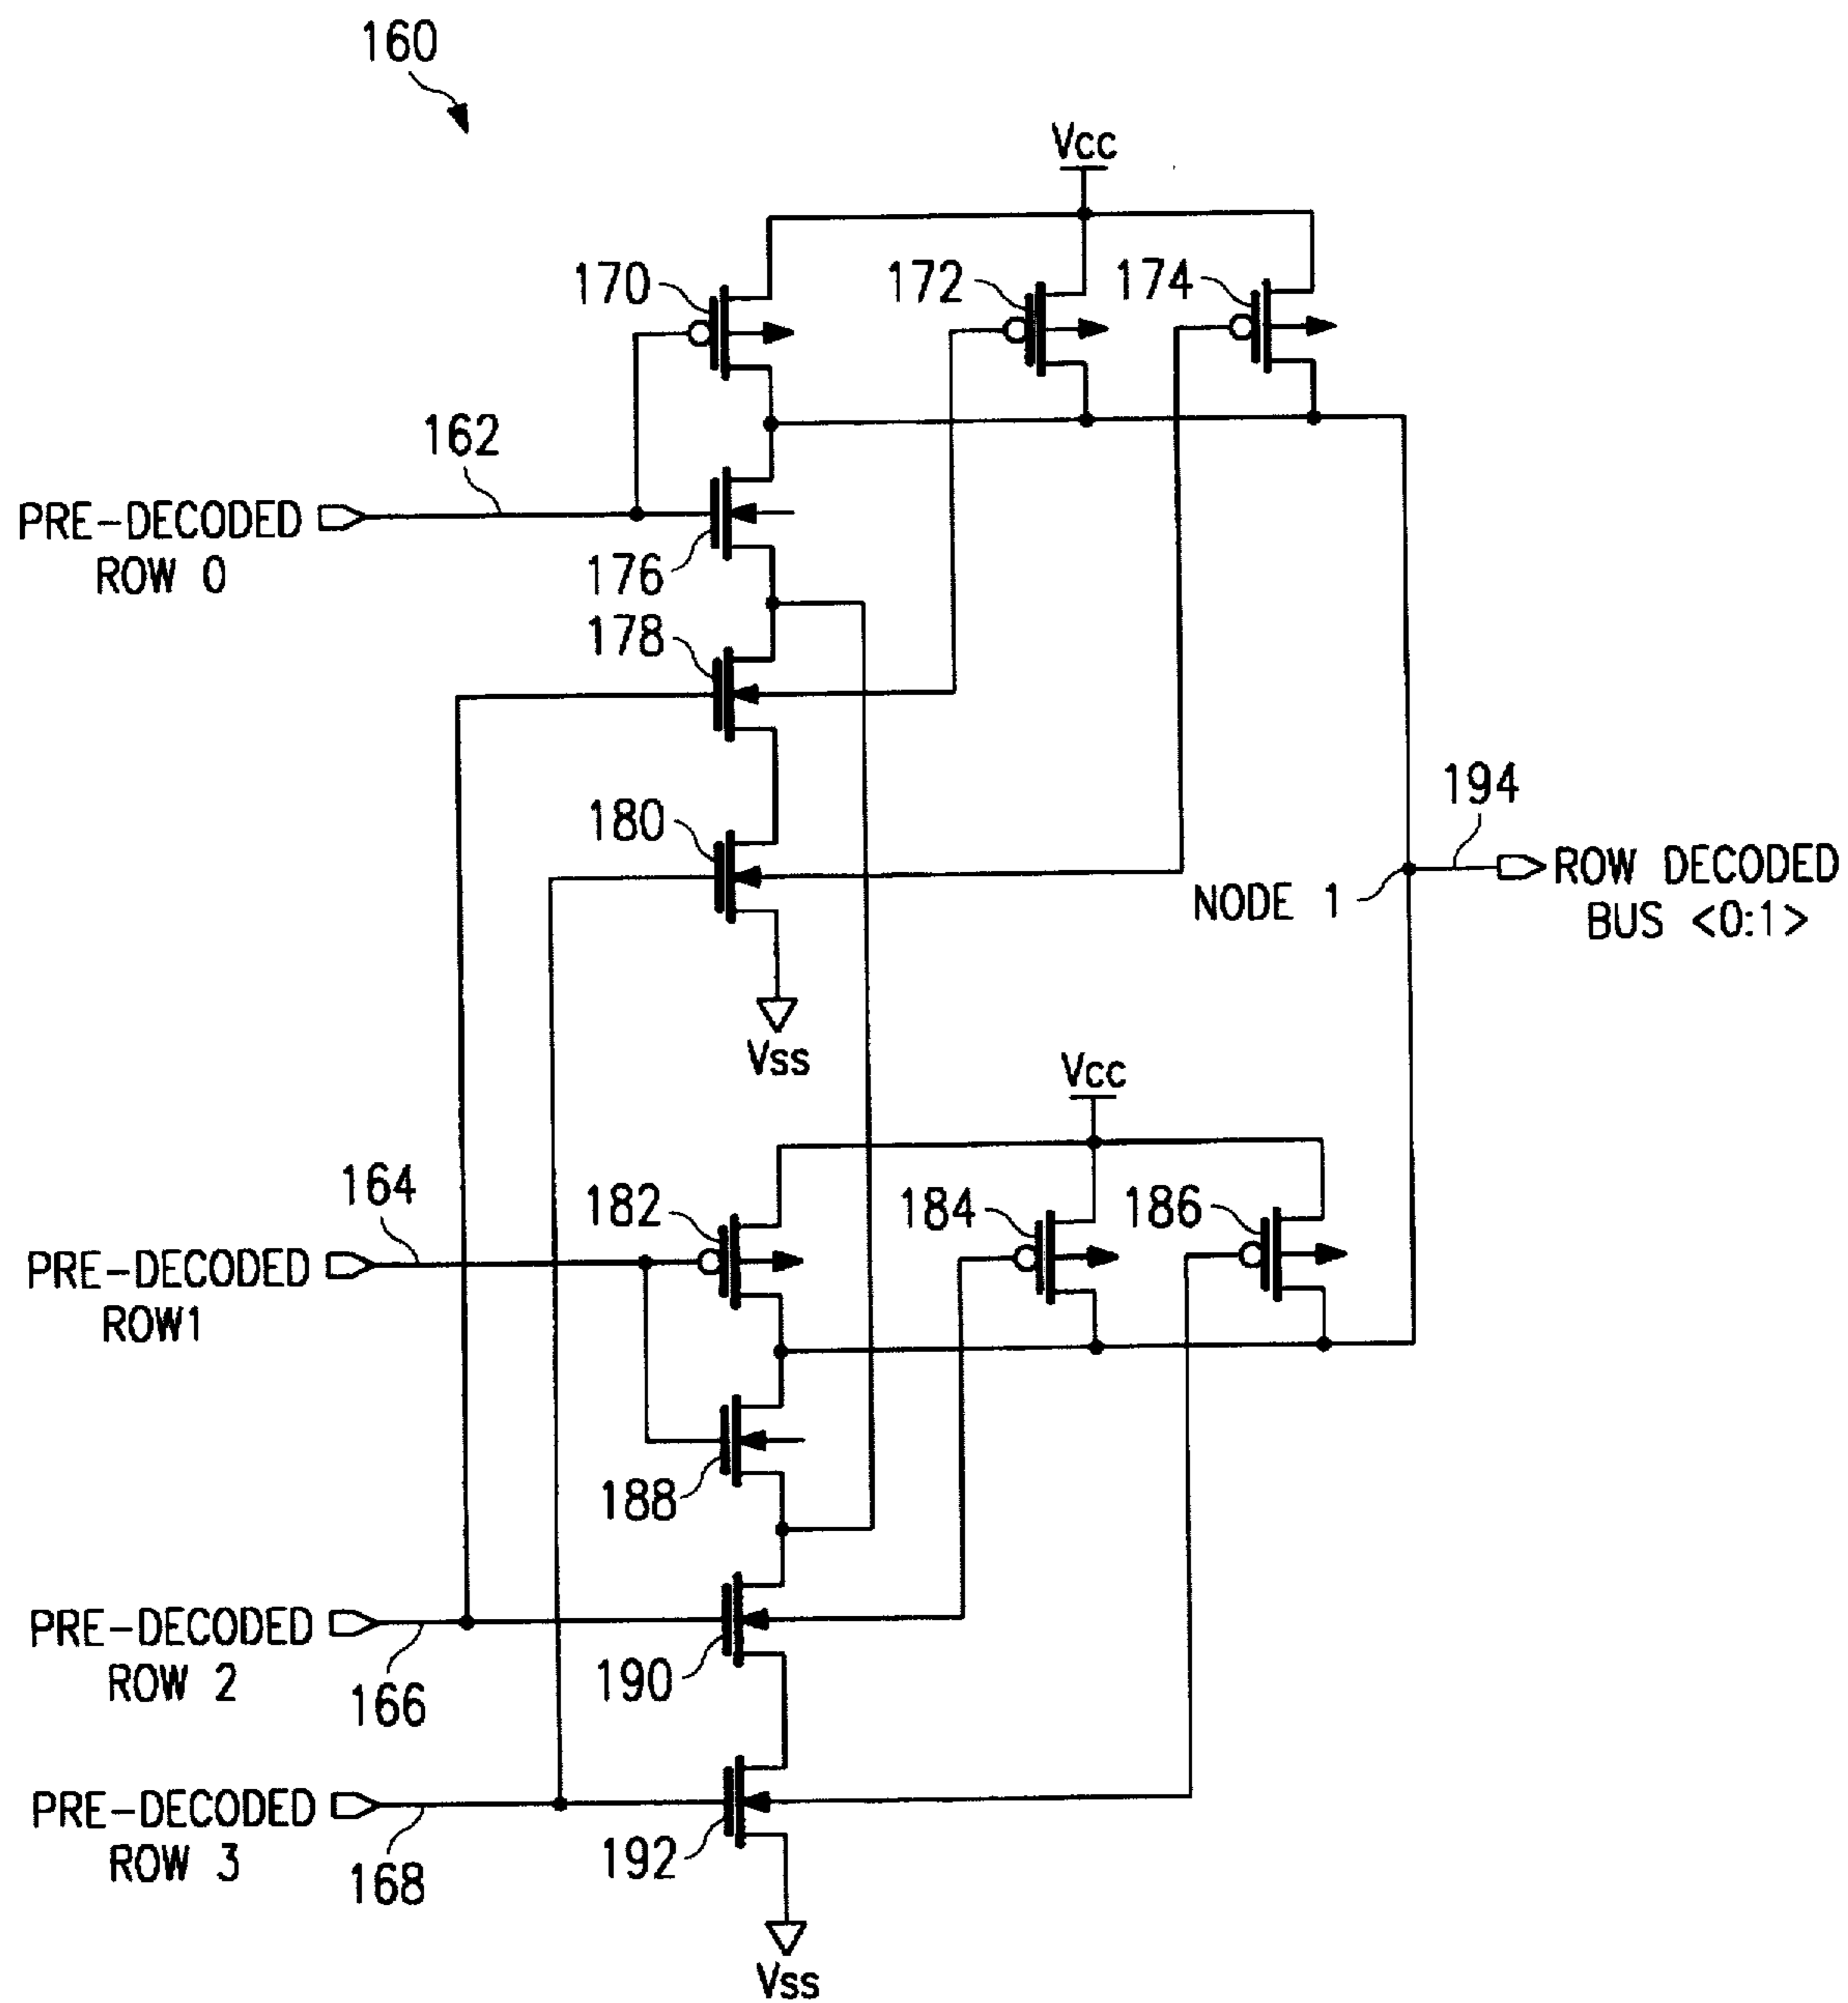 160
Vcc
170
172
174
162
PRE-DECODED
ROW 0
176
178
180
194
NODE 1
ROW DECODED
BUS <0:1>
Vss
Vcc
164
182
184
186
PRE-DECODED
ROW1
188
PRE-DECODED
ROW 2
166
190
PRE-DECODED
ROW 3
168
192
Vss